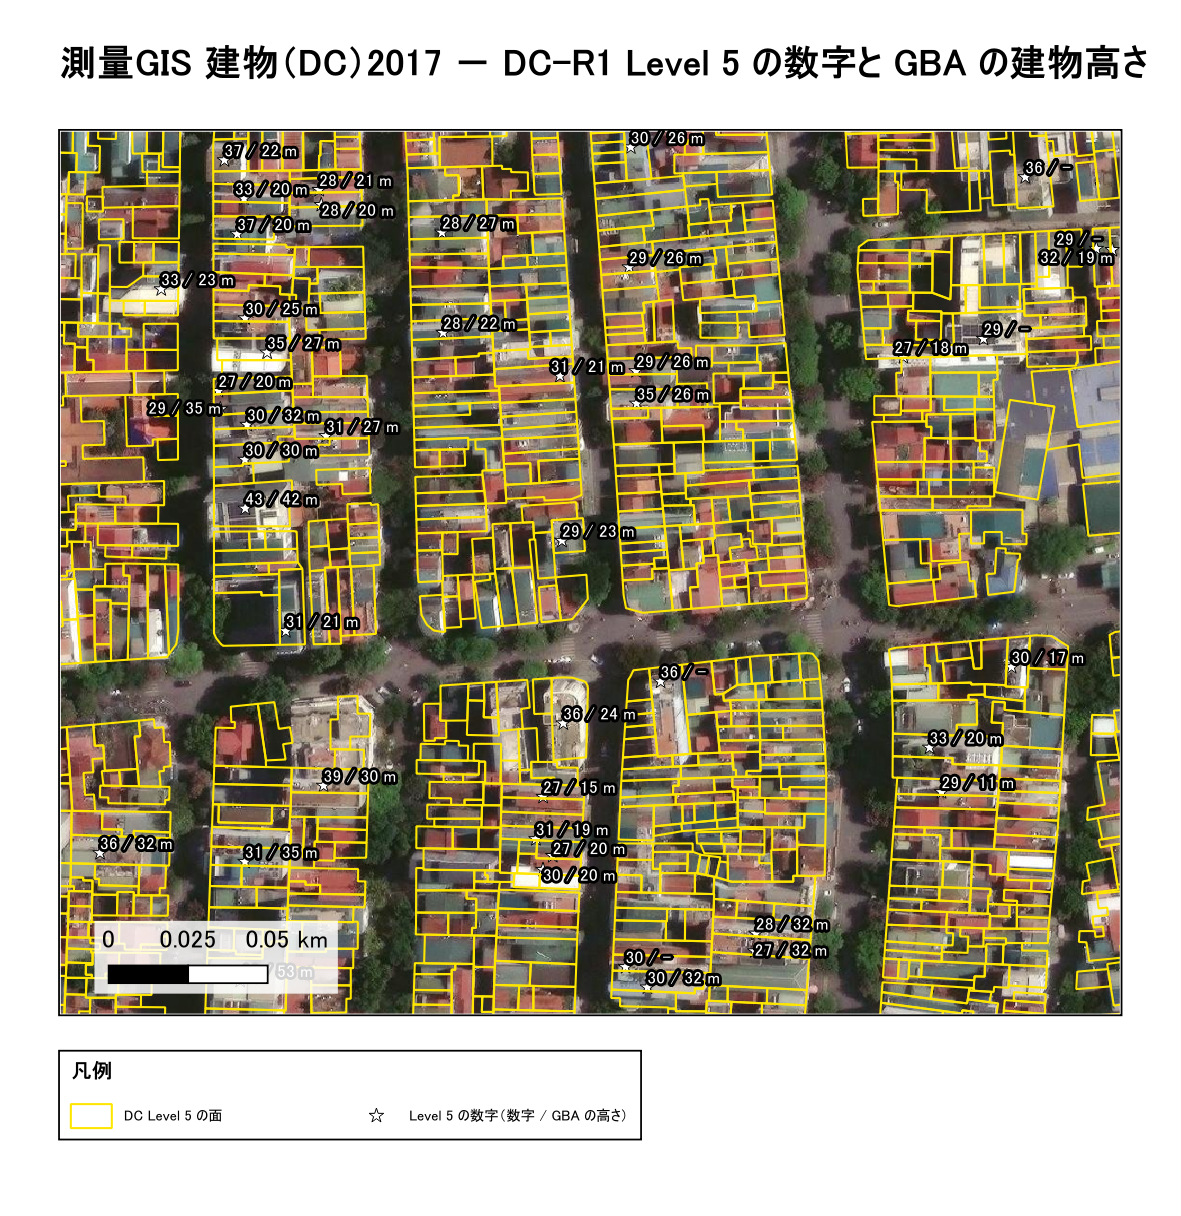 測量GIS 建物（DC）2017 － DC-R1 Level 5 の数字と GBA の建物高さ
30 / 26 m
37 / 22 m
36 / -
28 / 21 m
33 / 20 m
28 / 20 m
37 / 20 m
28 / 27 m
29 / -
29 / 26 m
32 / 19 m
33 / 23 m
30 / 25 m
28 / 22 m
29 / -
35 / 27 m
27 / 18 m
31 / 21 m
29 / 26 m
27 / 20 m
35 / 26 m
29 / 35 m
30 / 32 m
31 / 27 m
30 / 30 m
43 / 42 m
29 / 23 m
31 / 21 m
30 / 17 m
36 / -
36 / 24 m
33 / 20 m
39 / 30 m
29 / 11 m
27 / 15 m
31 / 19 m
36 / 32 m
31 / 35 m
27 / 20 m
30 / 20 m
28 / 32 m
0 0.025 0.05 km
27 / 32 m
30 / -
/ 53 m
30 / 32 m
凡例
DC Level 5 の面
Level 5 の数字（数字 / GBA の高さ）